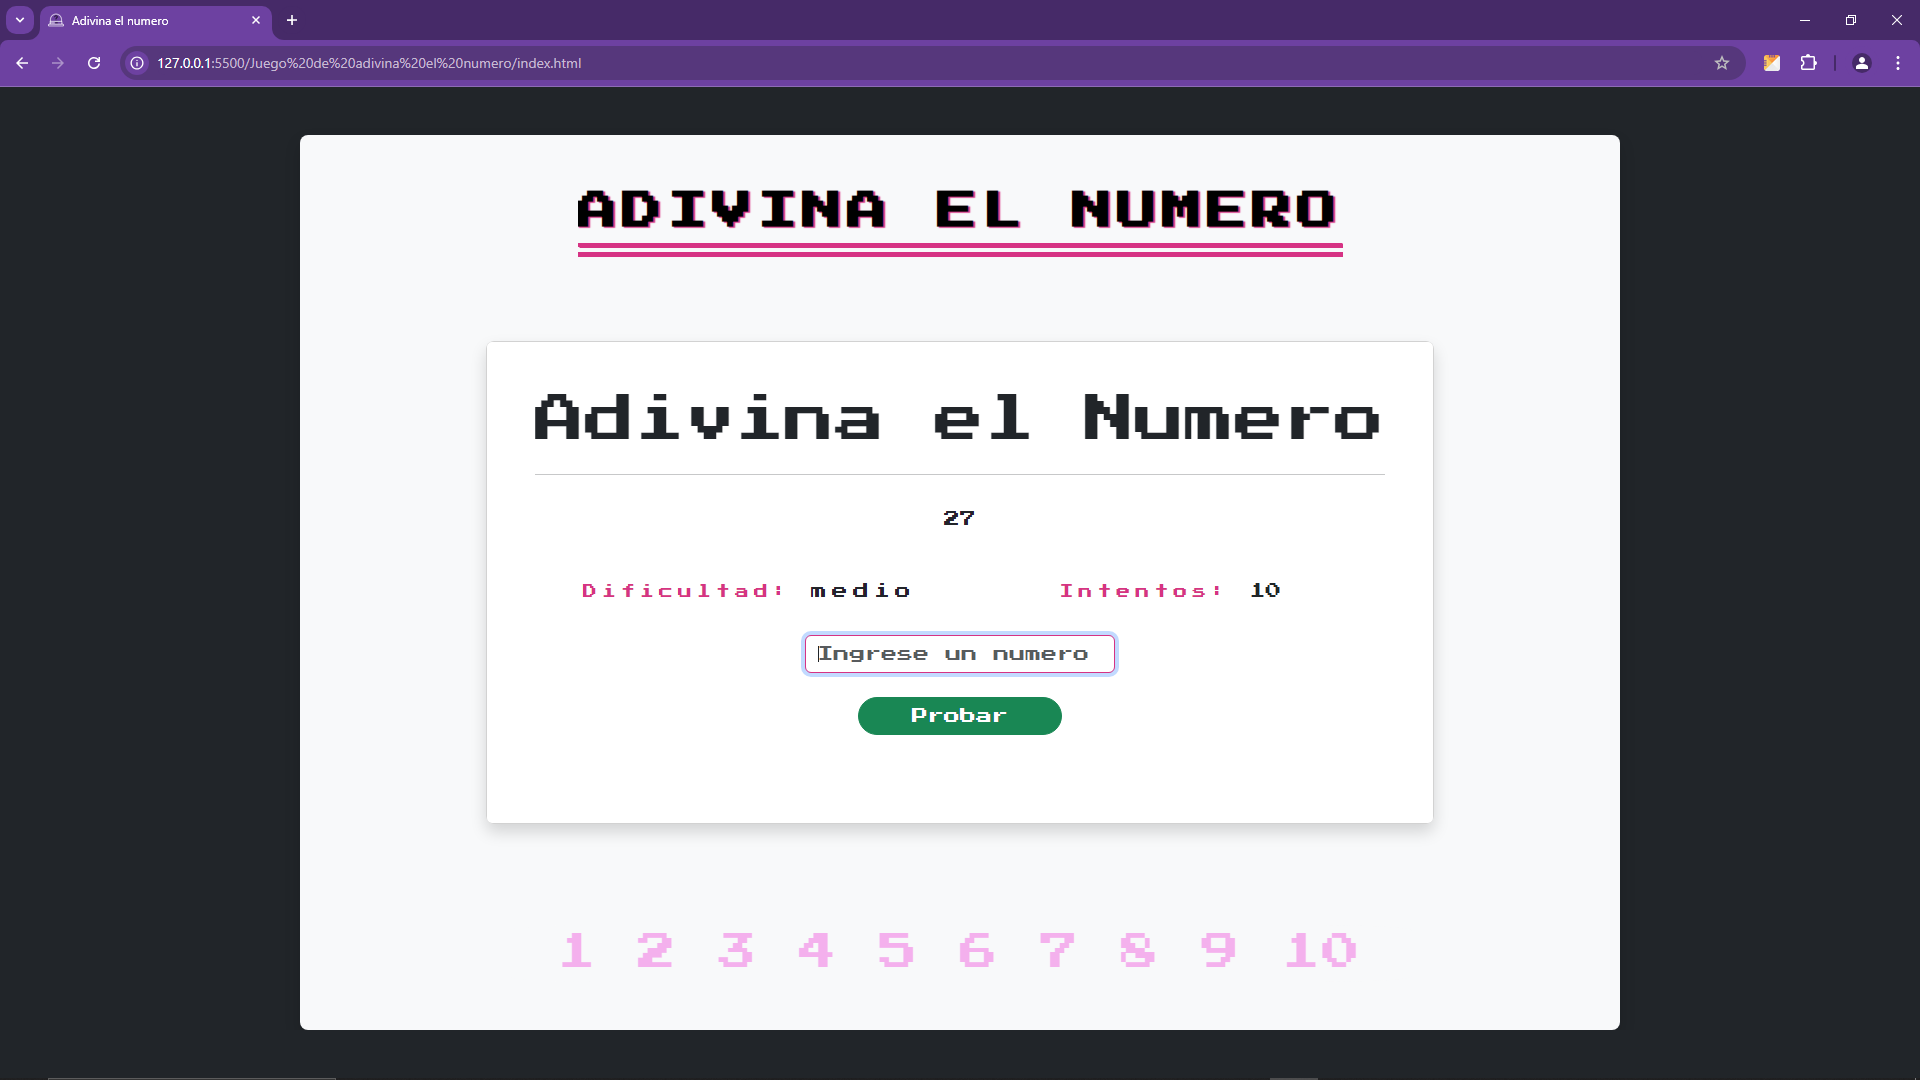 Adivina el numero
127.0.0.1:5500/Juego%20de%20adivina%20el%20numero/index.html
ADIVINA EL NUMERO
Adivina el Numero
27
Dificultad: medio Intentos: 10
Ingrese un numero
Probar
1 2 3 4 5 6 7 8 9 10